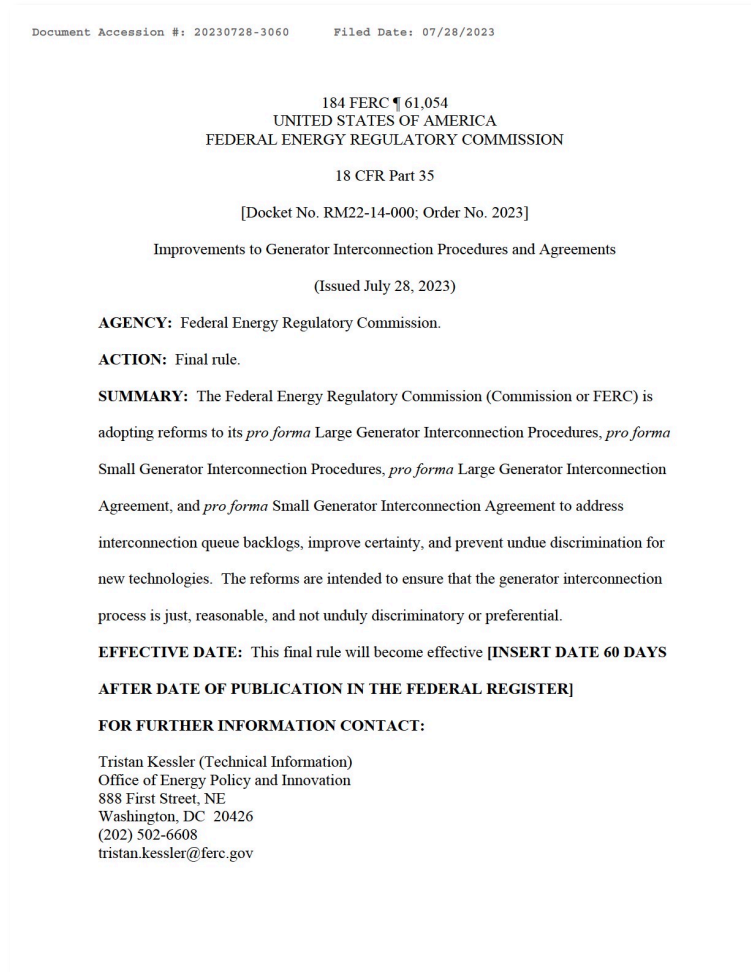 Document Accession #: 20230728-3060 Filed Date: 07/28/2023
184 FERC ¶ 61,054
UNITED STATES OF AMERICA
FEDERAL ENERGY REGULATORY COMMISSION
18 CFR Part 35
[Docket No. RM22-14-000; Order No. 2023]
Improvements to Generator Interconnection Procedures and Agreements
(Issued July 28, 2023)
AGENCY: Federal Energy Regulatory Commission.
ACTION: Final rule.
SUMMARY: The Federal Energy Regulatory Commission (Commission or FERC) is
adopting reforms to its pro forma Large Generator Interconnection Procedures, pro forma
Small Generator Interconnection Procedures, pro forma Large Generator Interconnection
Agreement, and pro forma Small Generator Interconnection Agreement to address
interconnection queue backlogs, improve certainty, and prevent undue discrimination for
new technologies. The reforms are intended to ensure that the generator interconnection
process is just, reasonable, and not unduly discriminatory or preferential.
EFFECTIVE DATE: This final rule will become effective [INSERT DATE 60 DAYS
AFTER DATE OF PUBLICATION IN THE FEDERAL REGISTER]
FOR FURTHER INFORMATION CONTACT:
Tristan Kessler (Technical Information)
Office of Energy Policy and Innovation
888 First Street, NE
Washington, DC 20426
(202) 502-6608
tristan.kessler@ferc.gov